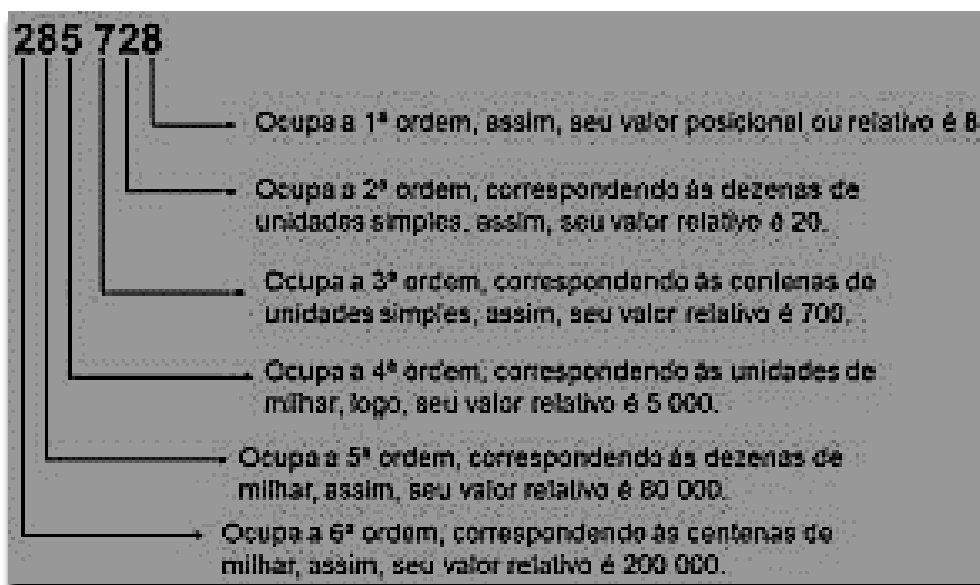 285 728
Ocupa a 1ª ordem, assim, seu valor posicional ou relativo é 8
Ocupa a 2ª ordem, correspondendo às dezenas de
unidades simples, assim, seu valor relativo é 20.
Ocupa a 3ª ordem, correspondendo às centenas de
unidades simples, assim, seu valor relativo é 700.
Ocupa a 4ª ordem, correspondendo às unidades de
milhar, logo, seu valor relativo é 5 000.
Ocupa a 5ª ordem, correspondendo às dezenas de
milhar, assim, seu valor relativo é 80 000.
Ocupa a 6ª ordem, correspondendo às centenas de
milhar, assim, seu valor relativo é 200 000.